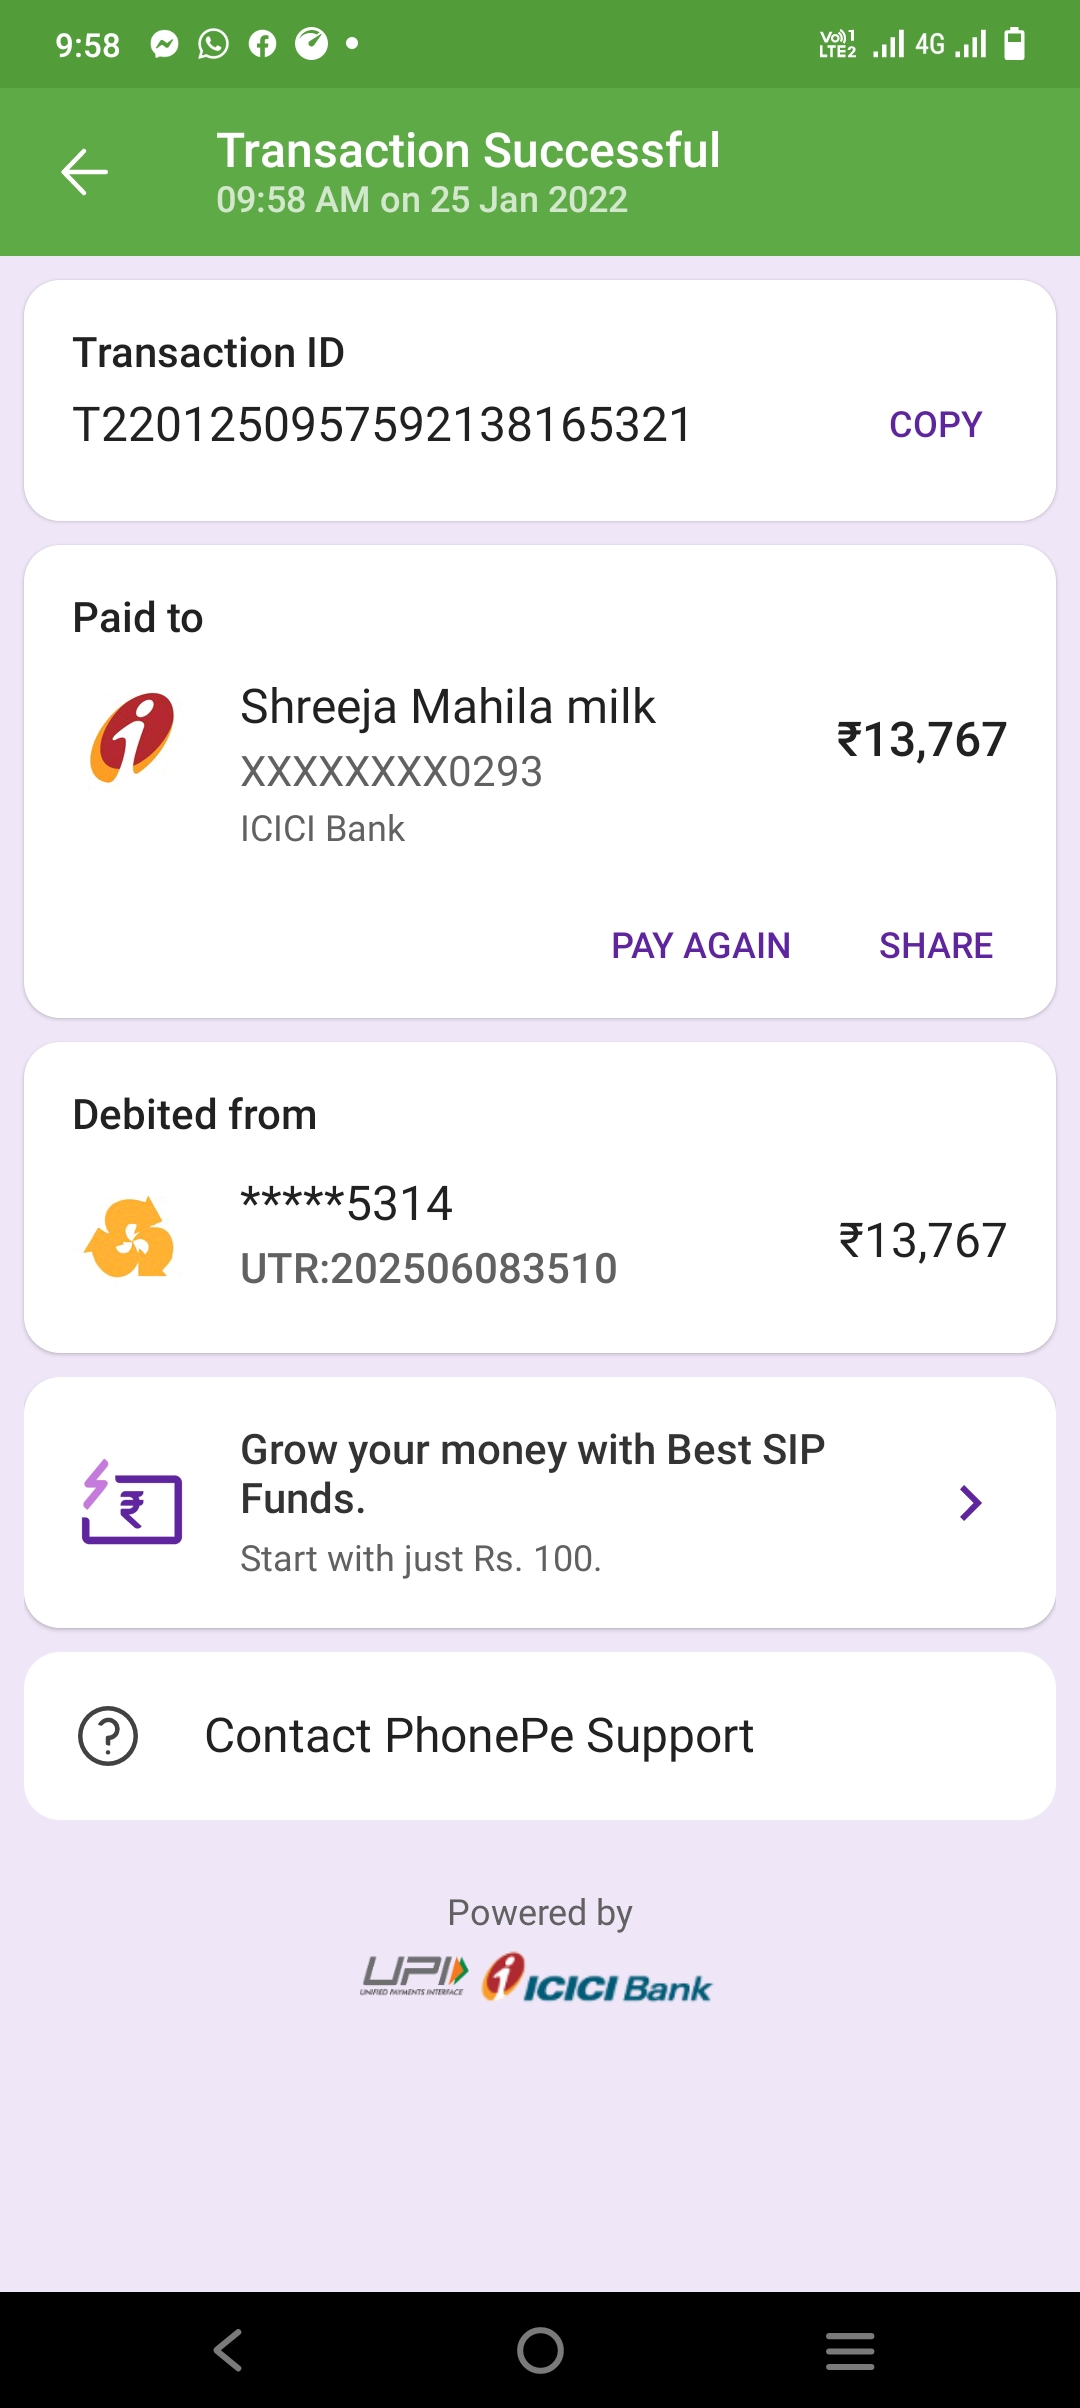 9:58 Vo)) 1 LTE 2 4G
Transaction Successful
09:58 AM on 25 Jan 2022
Transaction ID
T2201250957592138165321 COPY
Paid to
Shreeja Mahila milk
XXXXXXXX0293
₹13,767
ICICI Bank
PAY AGAIN SHARE
Debited from
*****5314
UTR:202506083510
₹13,767
Grow your money with Best SIP
Funds.
Start with just Rs. 100.
Contact PhonePe Support
Powered by
UPI ICICI Bank
UNIFIED PAYMENTS INTERFACE